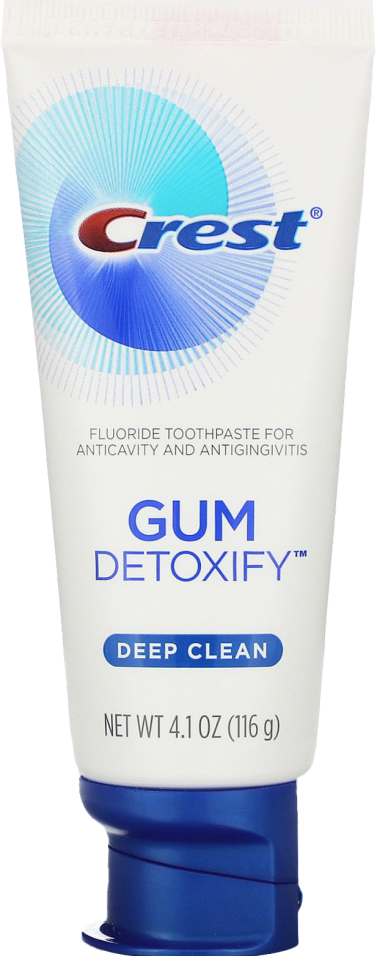 Crest®
FLUORIDE TOOTHPASTE FOR
ANTICAVITY AND ANTIGINGIVITIS
GUM
DETOXIFY™
DEEP CLEAN
NET WT 4.1 OZ (116 g)